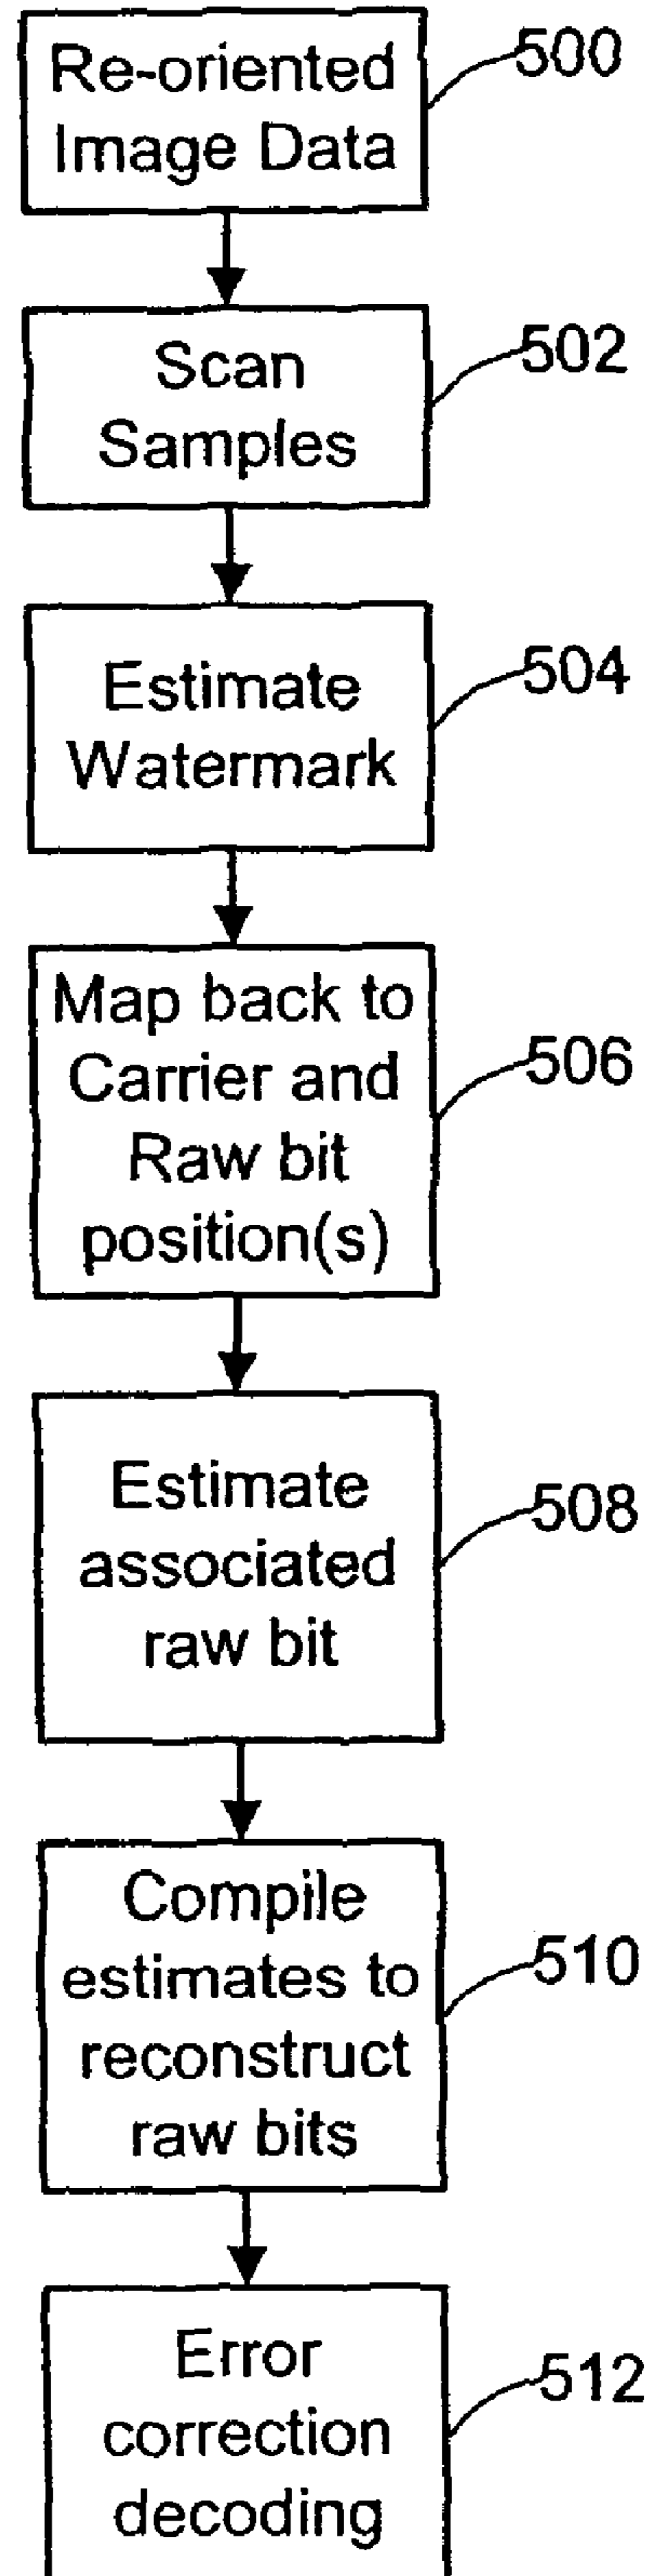 Re-oriented
Image Data
500
Scan
Samples
502
Estimate
Watermark
504
Map back to
Carrier and
Raw bit
position(s)
506
Estimate
associated
raw bit
508
Compile
estimates to
reconstruct
raw bits
510
Error
correction
decoding
512